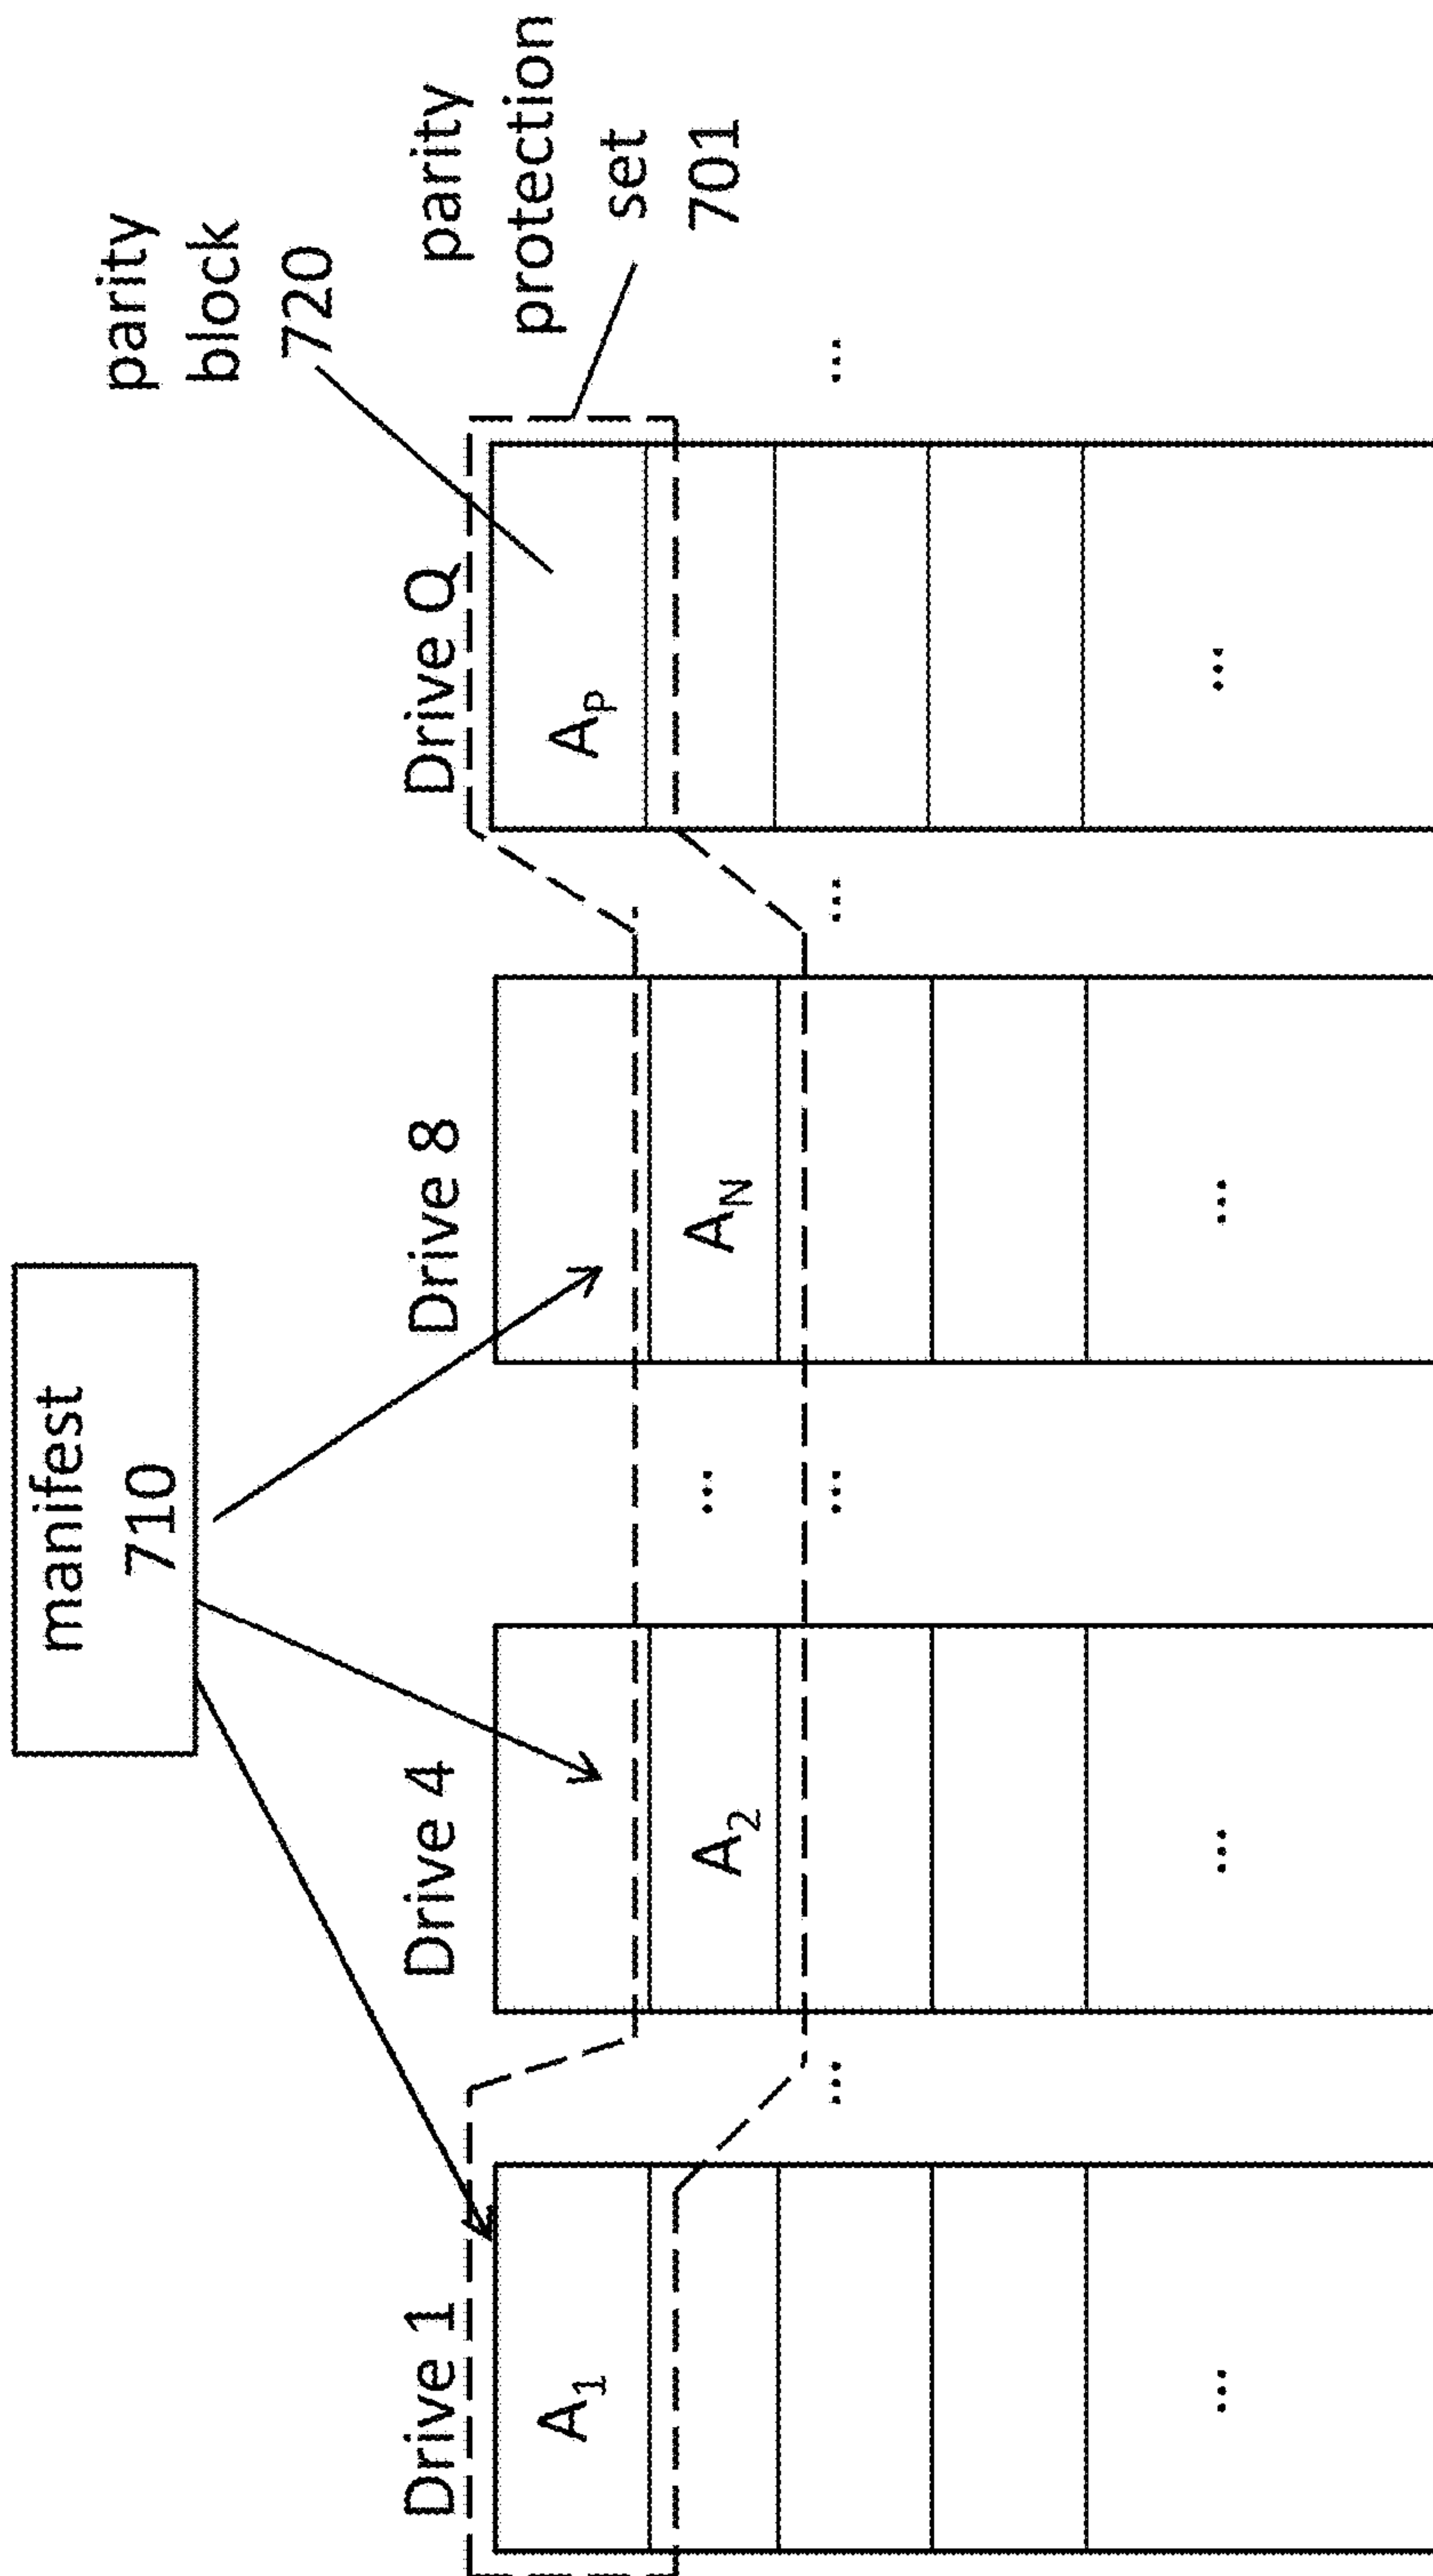 manifest
710
parity
block
720
parity
protection
set
701
Drive 1
Drive 4
Drive 8
Drive Q
A1
A2
...
AN
Ap
...
...
...
...
...
...
...
...